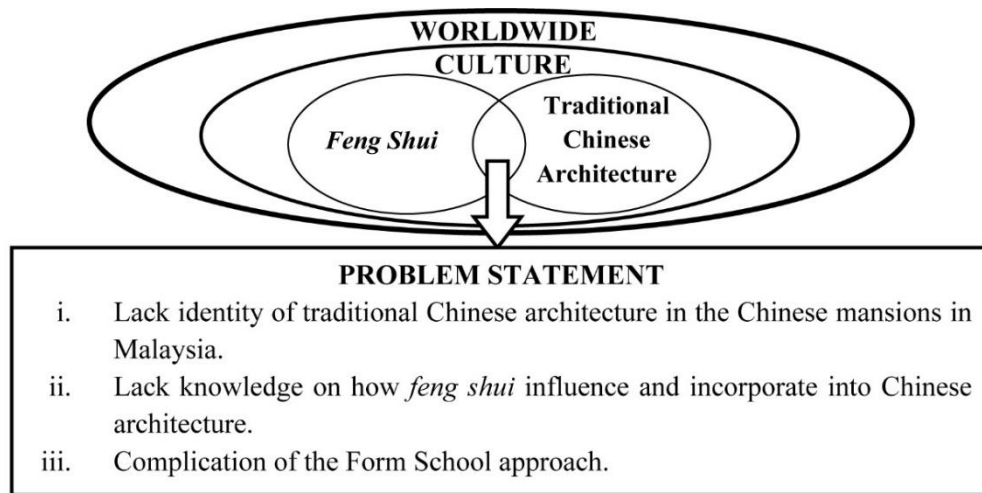 WORLDWIDE
CULTURE
Feng Shui
Traditional
Chinese
Architecture
PROBLEM STATEMENT
i. Lack identity of traditional Chinese architecture in the Chinese mansions in
Malaysia.
ii. Lack knowledge on how feng shui influence and incorporate into Chinese
architecture.
iii. Complication of the Form School approach.